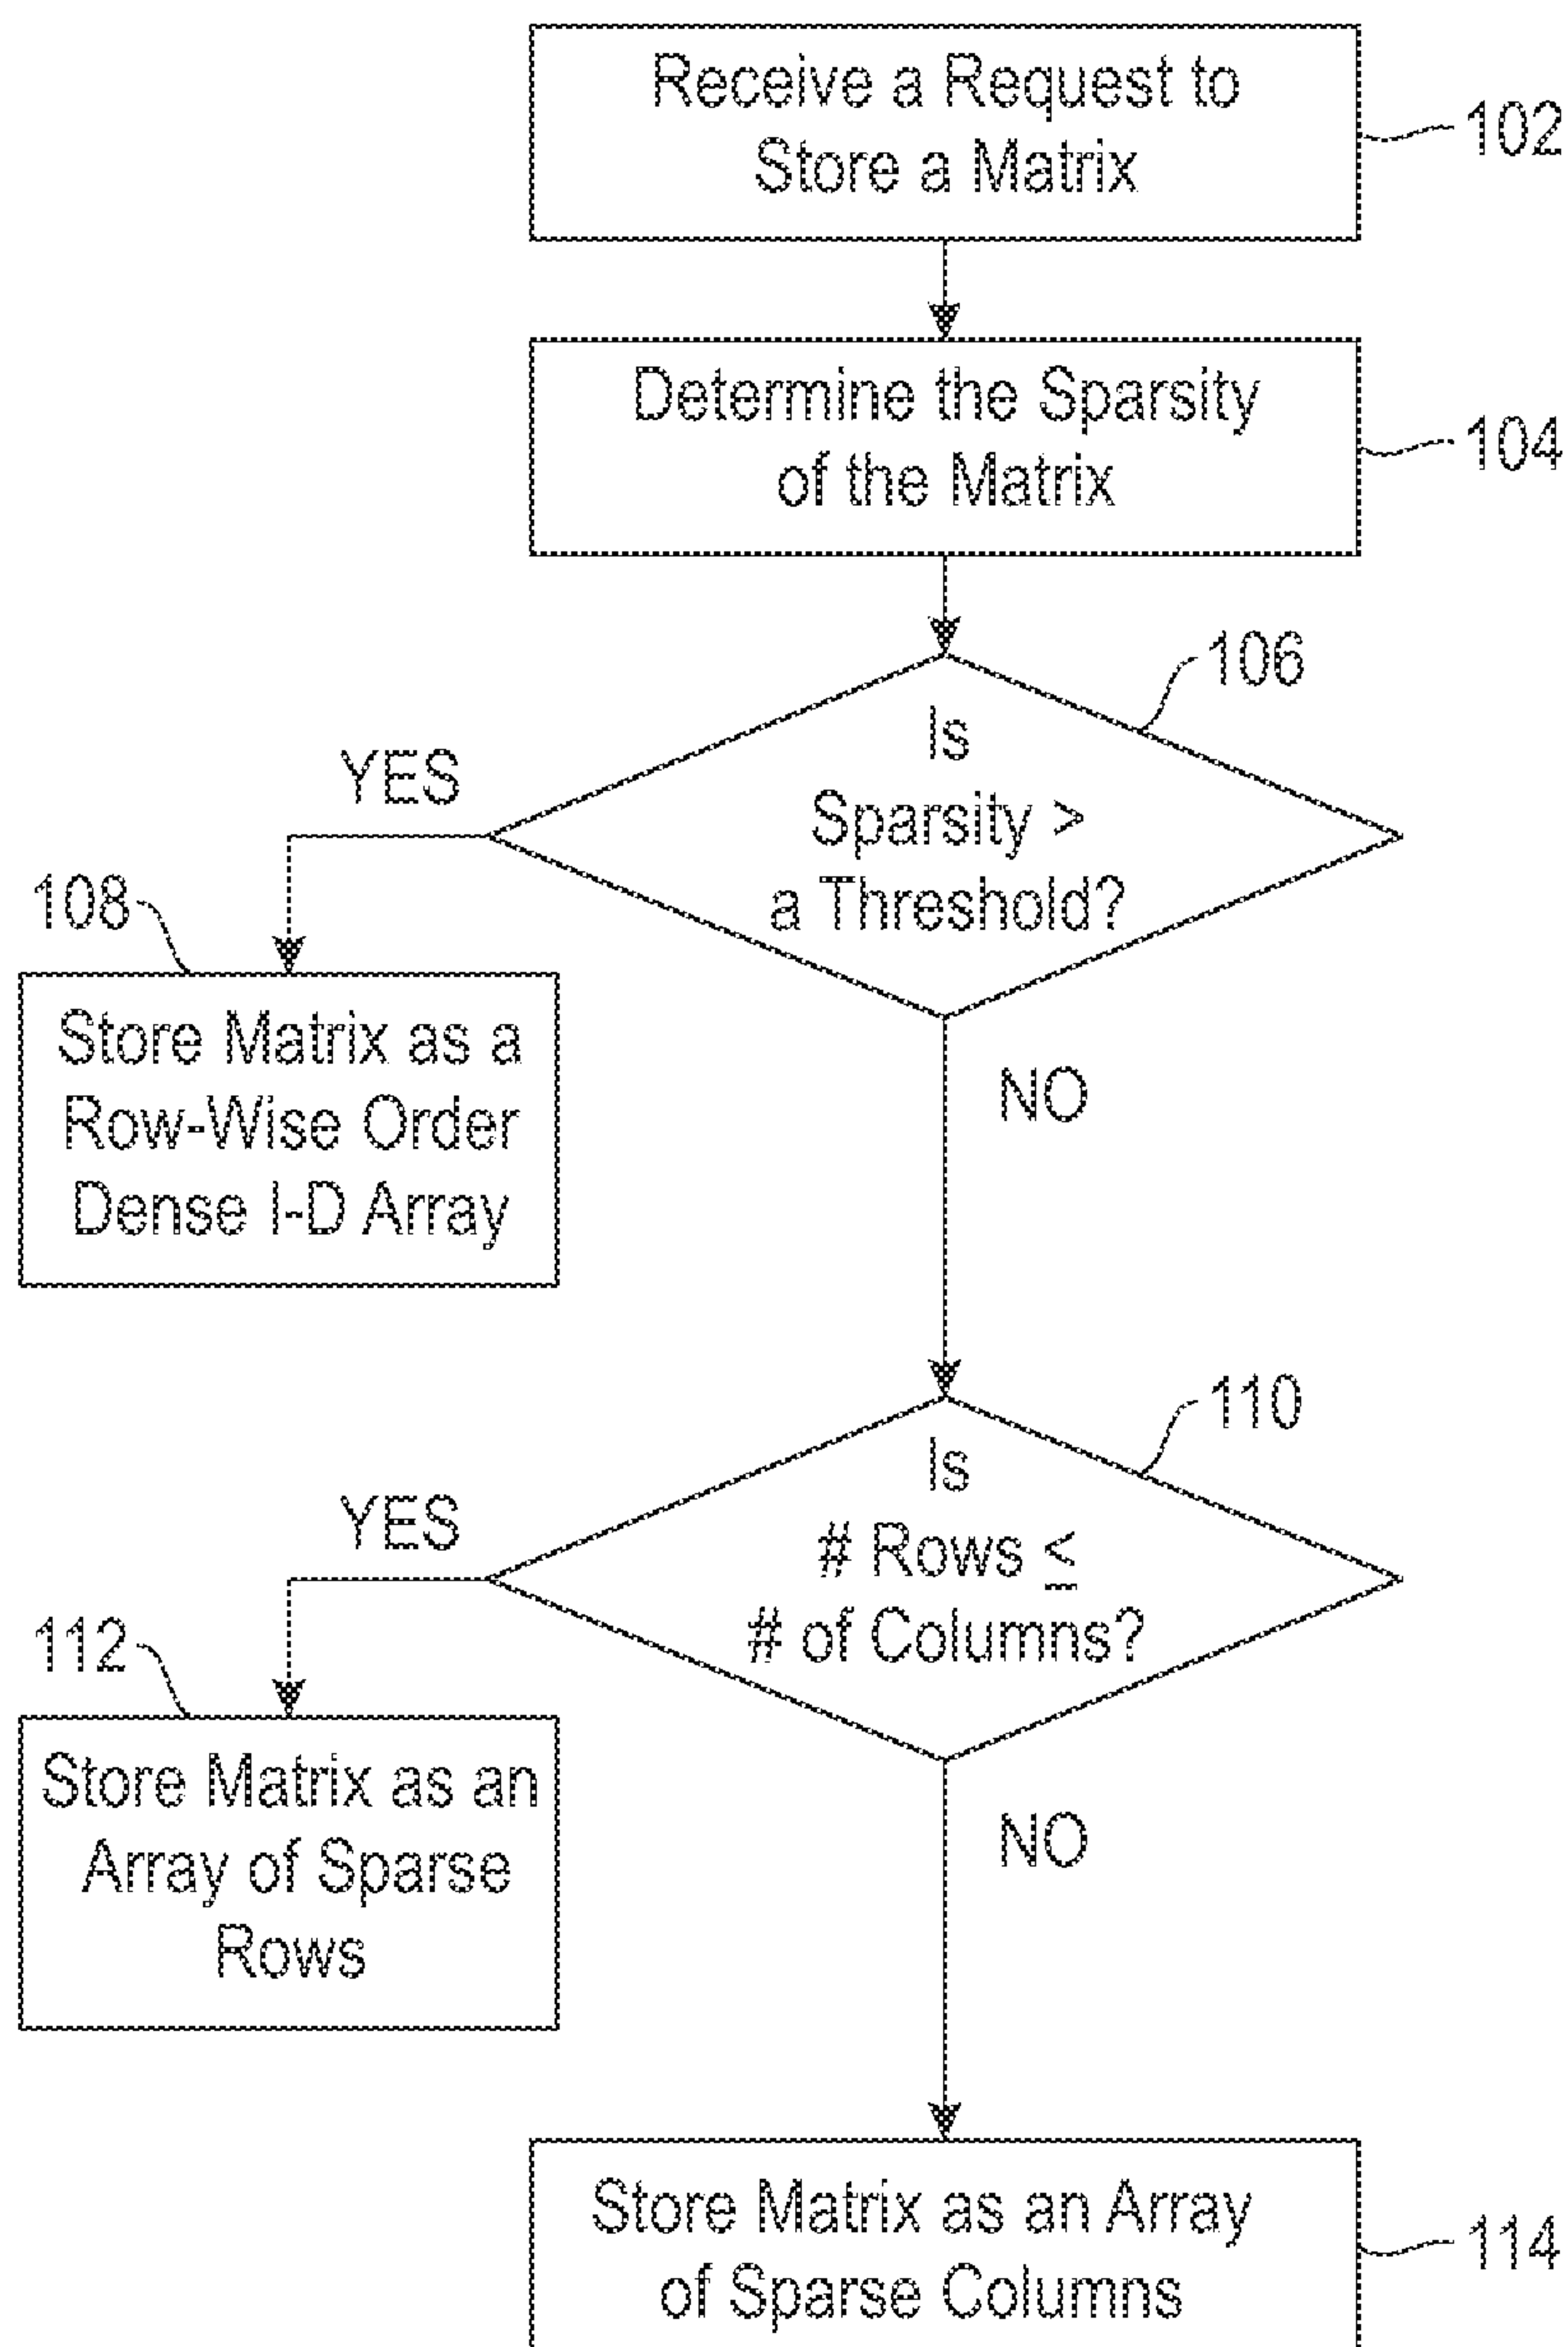 Receive a Request to
Store a Matrix
102
Determine the Sparsity
of the Matrix
104
106
Is
Sparsity >
a Threshold?
YES
108
Store Matrix as a
Row-Wise Order
Dense I-D Array
NO
110
Is
# Rows ≤
# of Columns?
YES
112
Store Matrix as an
Array of Sparse
Rows
NO
Store Matrix as an Array
of Sparse Columns
114